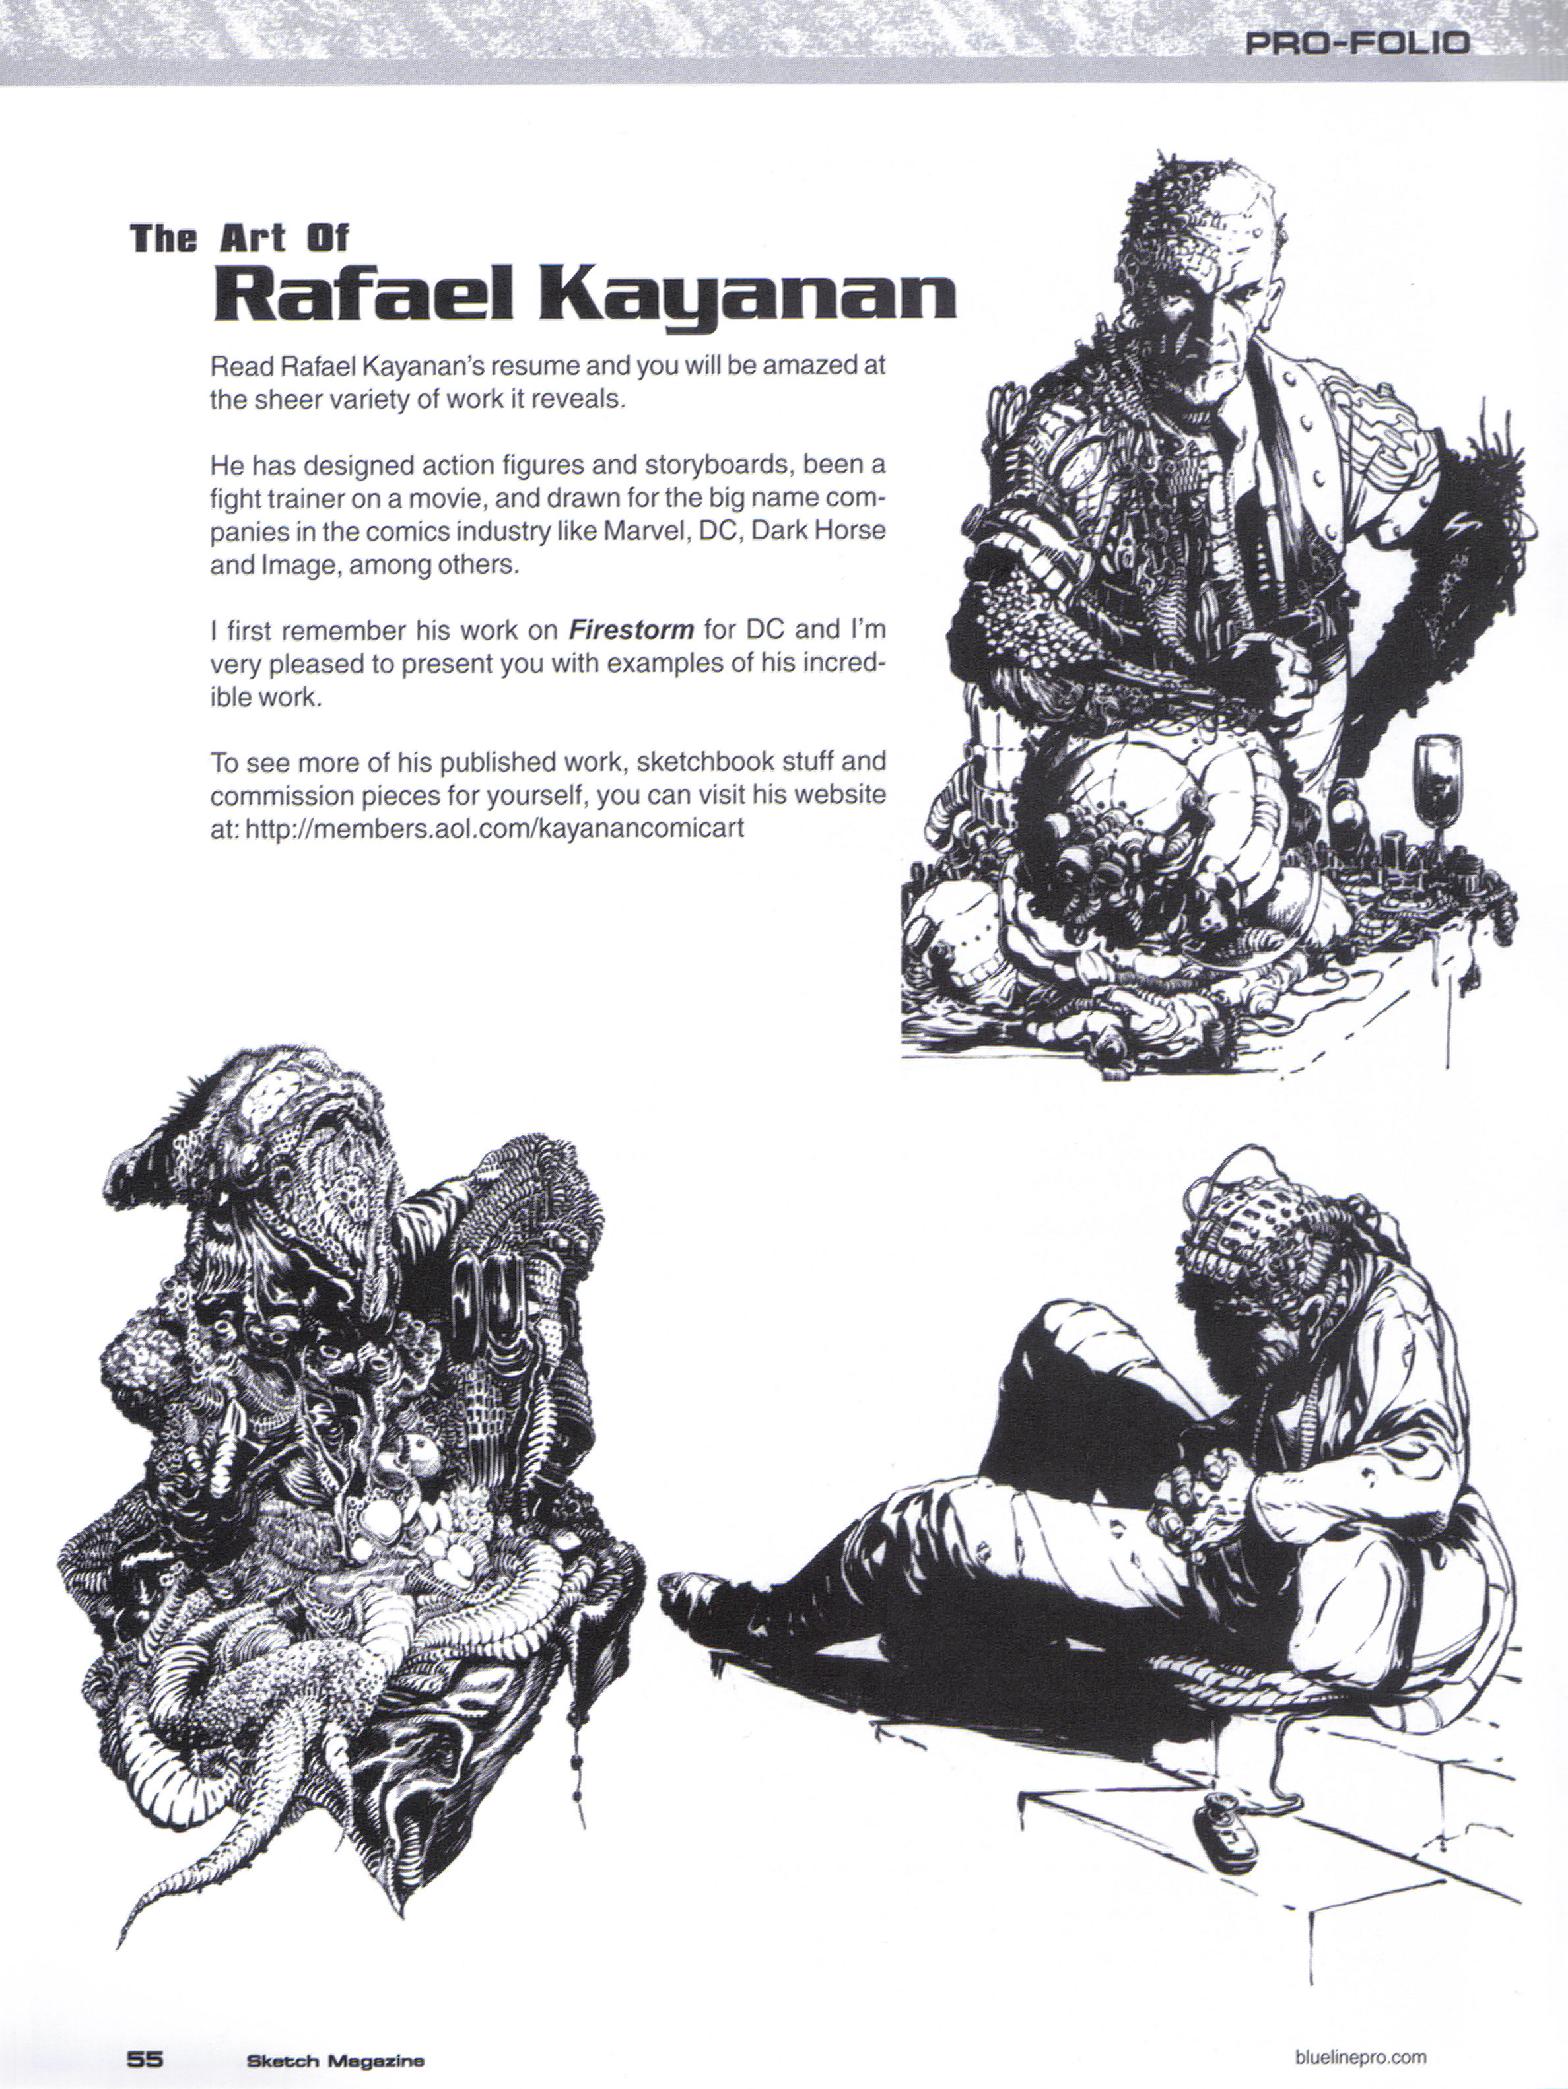 PRO-FOLIO
The Art Of
Rafael Kayanan
Read Rafael Kayanan's resume and you will be amazed at
the sheer variety of work it reveals.
He has designed action figures and storyboards, been a
fight trainer on a movie, and drawn for the big name com-
panies in the comics industry like Marvel, DC, Dark Horse
and Image, among others.
I first remember his work on Firestorm for DC and I'm
very pleased to present you with examples of his incred-
ible work.
To see more of his published work, sketchbook stuff and
commission pieces for yourself, you can visit his website
at: http://members.aol.com/kayanancomicart
55 Sketch Magazine
bluelinepro.com